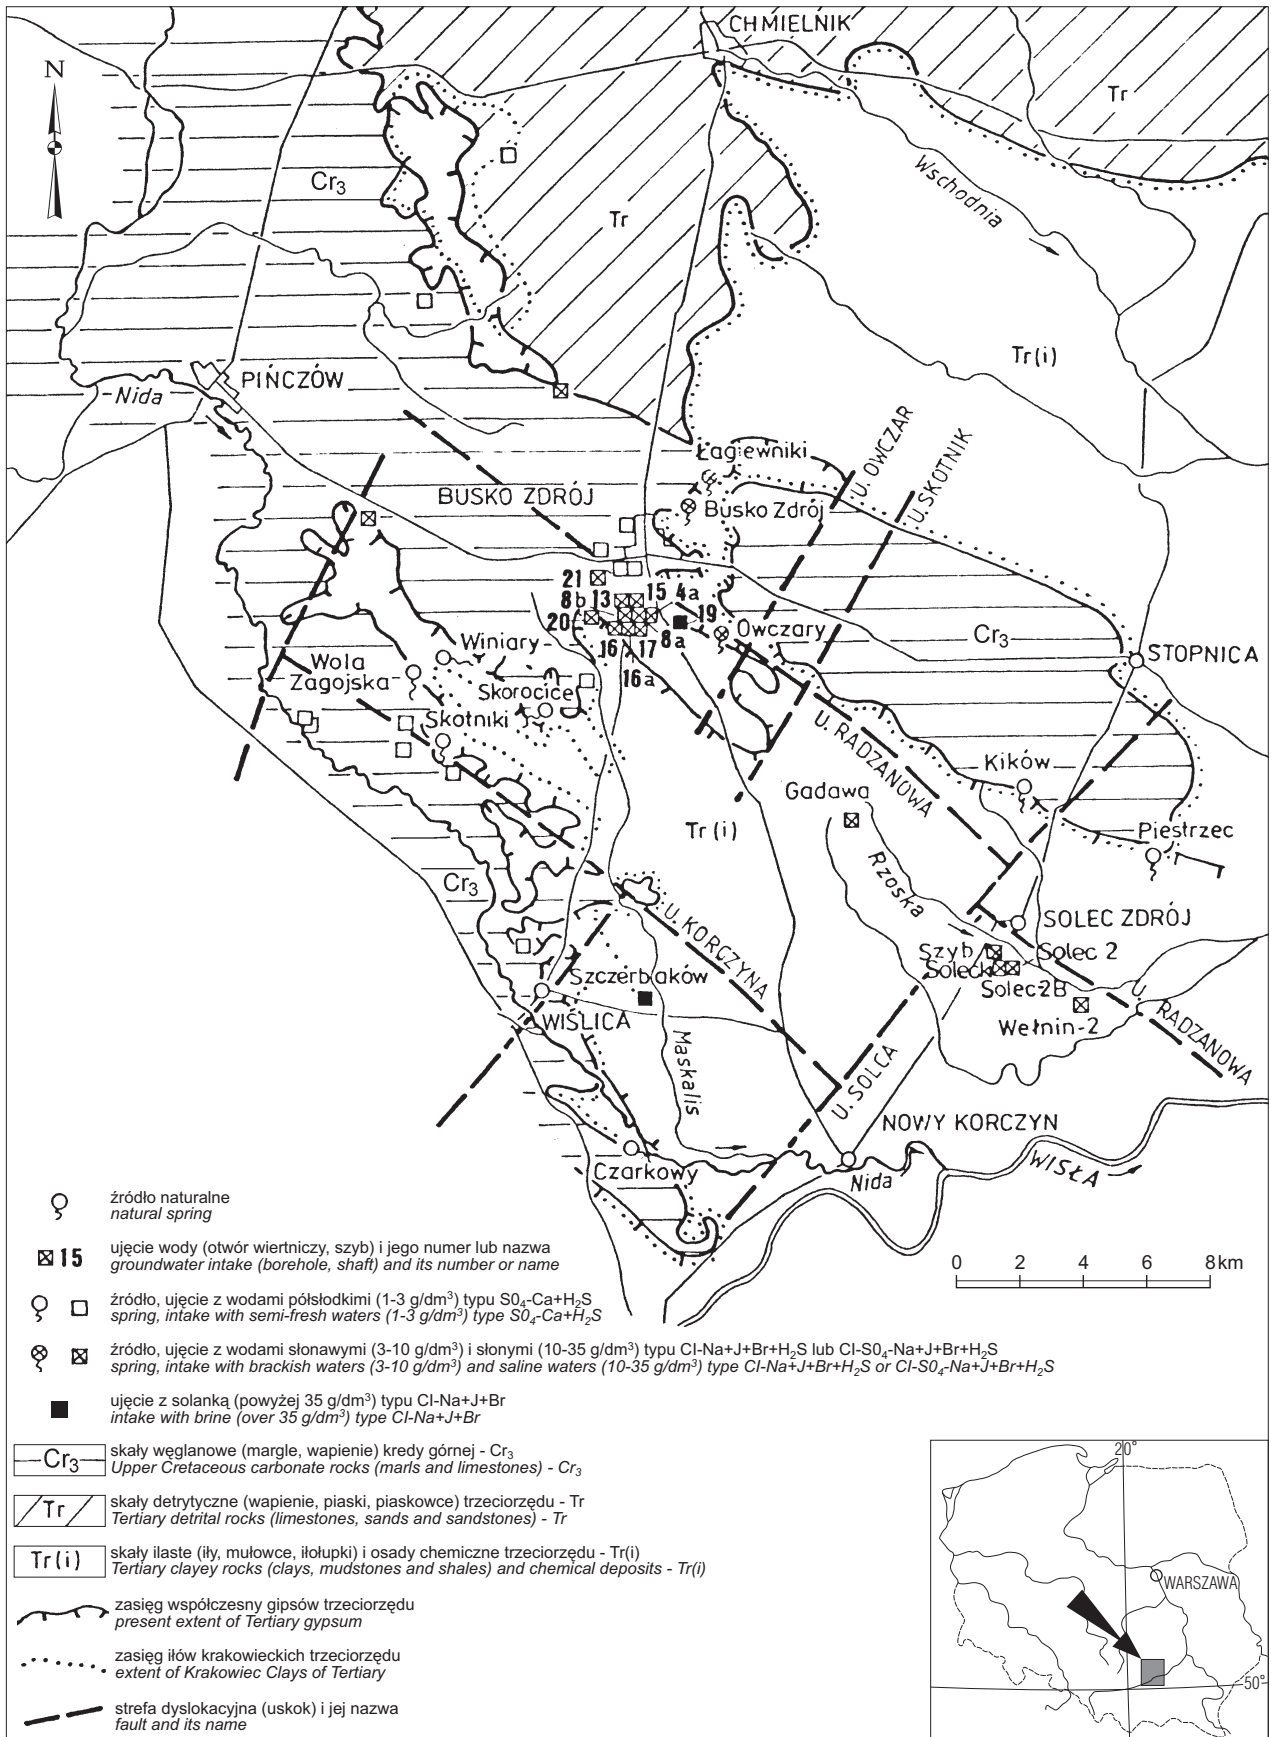 CHMIELNIK
N
Tr
Cr₃
Wschodnia
Tr
Tr(i)
PIŃCZÓW
Nida
Łagiewniki
U. OWCZAR
U. SKOTNIK
BUSKO ZDRÓJ
Busko Zdrój
21
8b 13 15 4a
20 19
Owczary
Cr₃
16 17 8a
16a
Winiary
STOPNICA
Wola
Zagojska
Skorocice
Skotniki
U. RADZANOWA
Kików
Gadawa
Tr(i)
Piestrzec
Rzoska
Cr₃
U. KORCZYNA
SOLEC ZDRÓJ
Szyb Solec 2
Solecki
Szczerbaków
Solec-2B
WIŚLICA
Wełnin-2
U. RADZANOWA
Maskalis
U. SOLCA
NOWY KORCZYN
Czarkowy
Nida
WISŁA
0 2 4 6 8 km
źródło naturalne
natural spring
15 ujęcie wody (otwór wiertniczy, szyb) i jego numer lub nazwa
groundwater intake (borehole, shaft) and its number or name
źródło, ujęcie z wodami półsłodkimi (1-3 g/dm³) typu S0₄-Ca+H₂S
spring, intake with semi-fresh waters (1-3 g/dm³) type S0₄-Ca+H₂S
źródło, ujęcie z wodami słonawymi (3-10 g/dm³) i słonymi (10-35 g/dm³) typu Cl-Na+J+Br+H₂S lub Cl-S0₄-Na+J+Br+H₂S
spring, intake with brackish waters (3-10 g/dm³) and saline waters (10-35 g/dm³) type Cl-Na+J+Br+H₂S or Cl-S0₄-Na+J+Br+H₂S
ujęcie z solanką (powyżej 35 g/dm³) typu Cl-Na+J+Br
intake with brine (over 35 g/dm³) type Cl-Na+J+Br
Cr₃ skały węglanowe (margle, wapienie) kredy górnej - Cr₃
Upper Cretaceous carbonate rocks (marls and limestones) - Cr₃
Tr skały detrytyczne (wapienie, piaski, piaskowce) trzeciorzędu - Tr
Tertiary detrital rocks (limestones, sands and sandstones) - Tr
Tr(i) skały ilaste (iły, mułowce, iłołupki) i osady chemiczne trzeciorzędu - Tr(i)
Tertiary clayey rocks (clays, mudstones and shales) and chemical deposits - Tr(i)
zasięg współczesny gipsów trzeciorzędu
present extent of Tertiary gypsum
zasięg iłów krakowieckich trzeciorzędu
extent of Krakowiec Clays of Tertiary
strefa dyslokacyjna (uskok) i jej nazwa
fault and its name
20°
WARSZAWA
50°